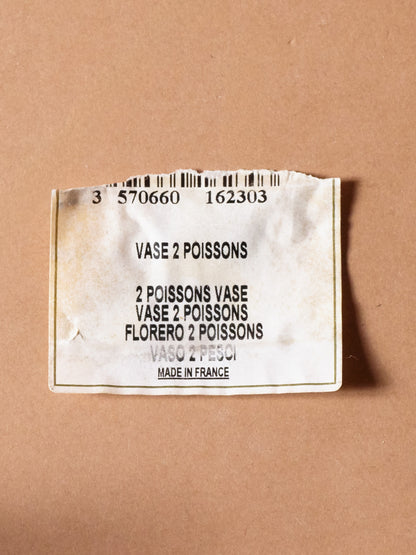 3 570660 162303
VASE 2 POISSONS
2 POISSONS VASE
VASE 2 POISSONS
FLORERO 2 POISSONS
VASO 2 PESCI
MADE IN FRANCE